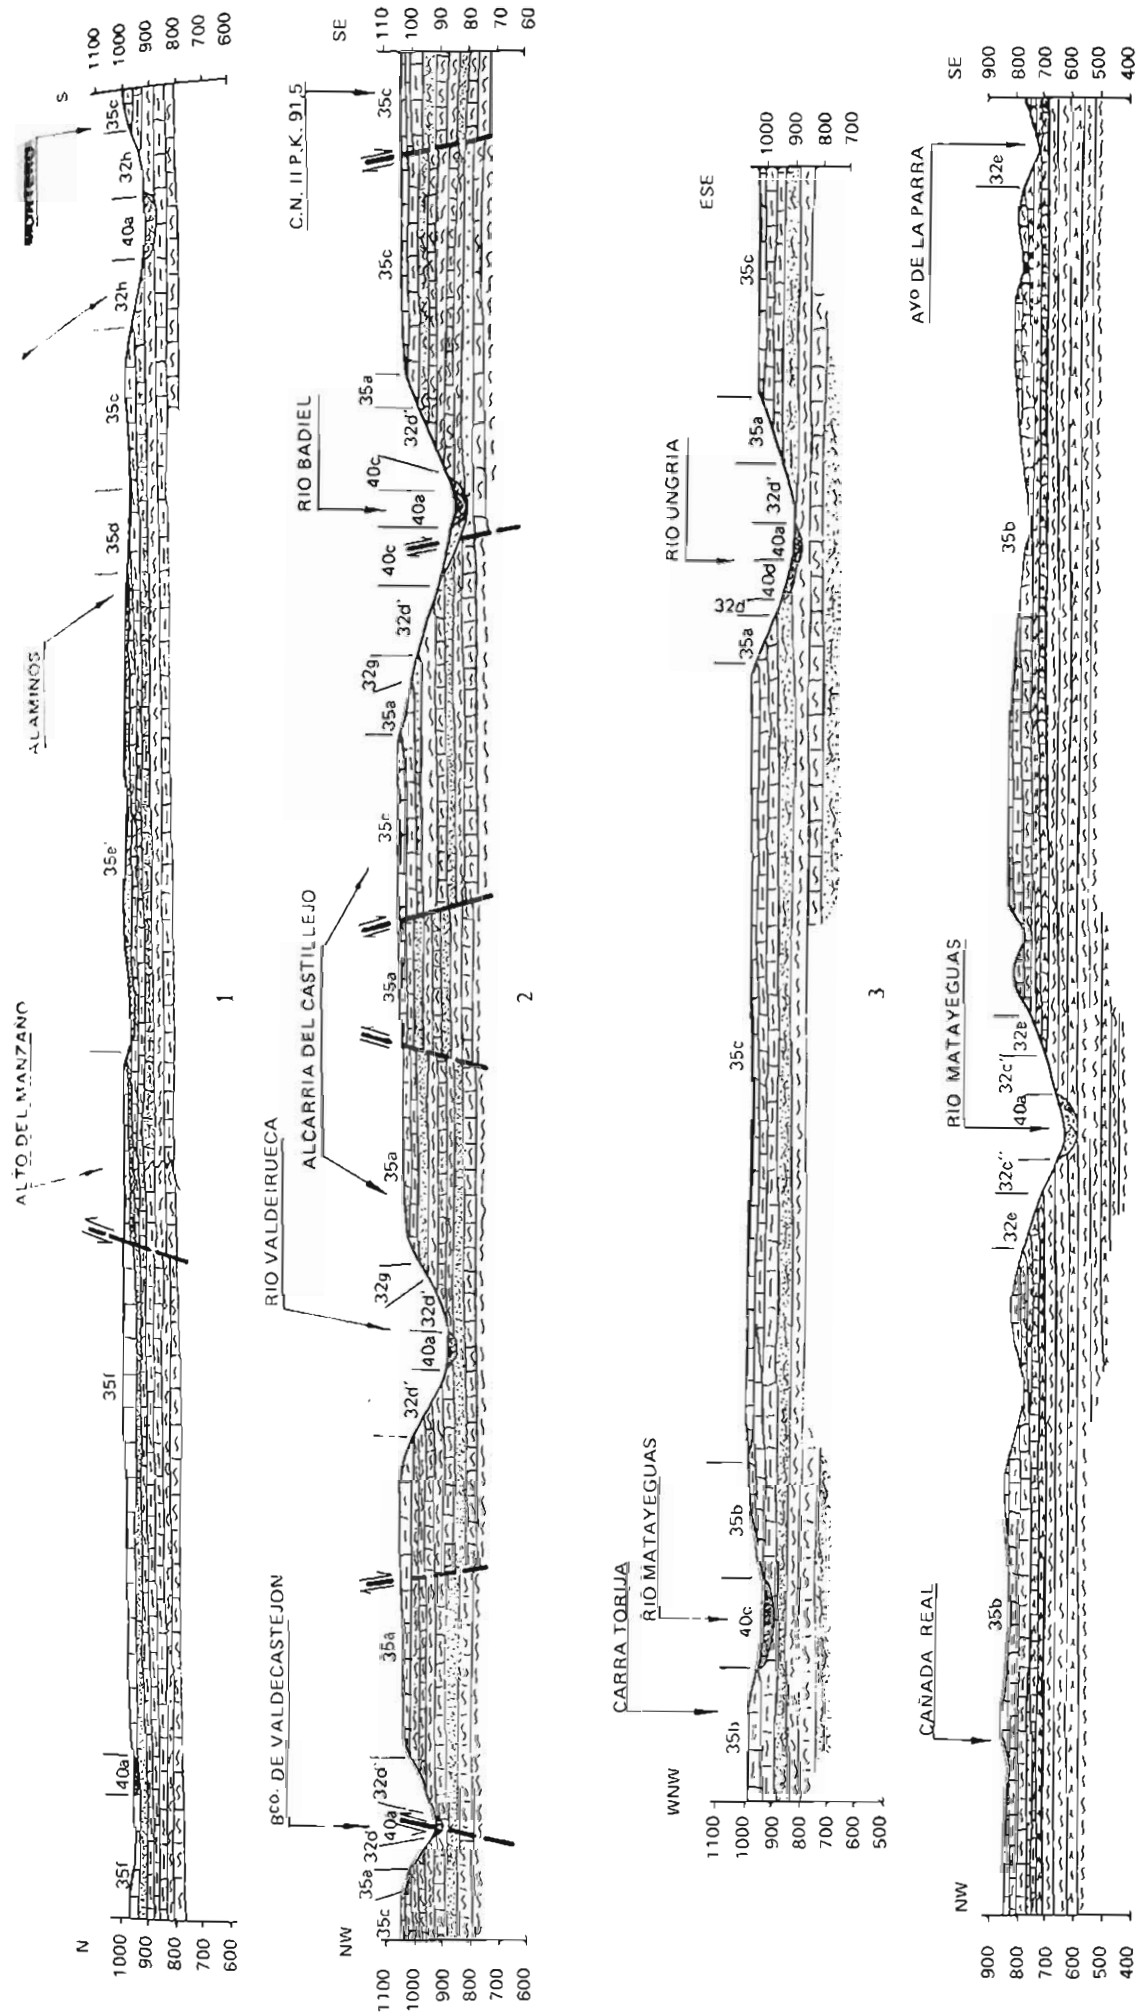 ALTO DEL MANZANO
ALAMINOS
N
S
35f
40a
35f
35e'
35d
35c
32h
40a
32h
35c
1000
900
800
700
600
1100
1000
900
800
600
1
Bco. DE VALDECASTEJON
RIO VALDEIRUECA
ALCARRIA DEL CASTILLEJO
RIO BADIEL
C.N. II P.K. 91,5
NW
SE
35c
35a
32d'
40a
32d'
35a
32d'
40a
32d'
32g
35a
35a
35c
35a
32g
32d'
40c
40a
40c
32d'
35a
35c
35c
1100
1000
900
800
700
600
110
100
90
80
70
60
2
CARRA TORIJA
RIO MATAYEGUAS
RIO UNGRIA
WNW
ESE
35b
40c
35b
35c
35a
32d
40d
40a
32d'
35a
35c
1100
1000
900
800
700
600
500
1000
900
800
700
3
CAÑADA REAL
RIO MATAYEGUAS
AYO DE LA PARRA
NW
SE
35b
32e
32c''
40a
32c''
32e
35b
32e
900
800
700
600
500
400
900
800
700
600
500
400